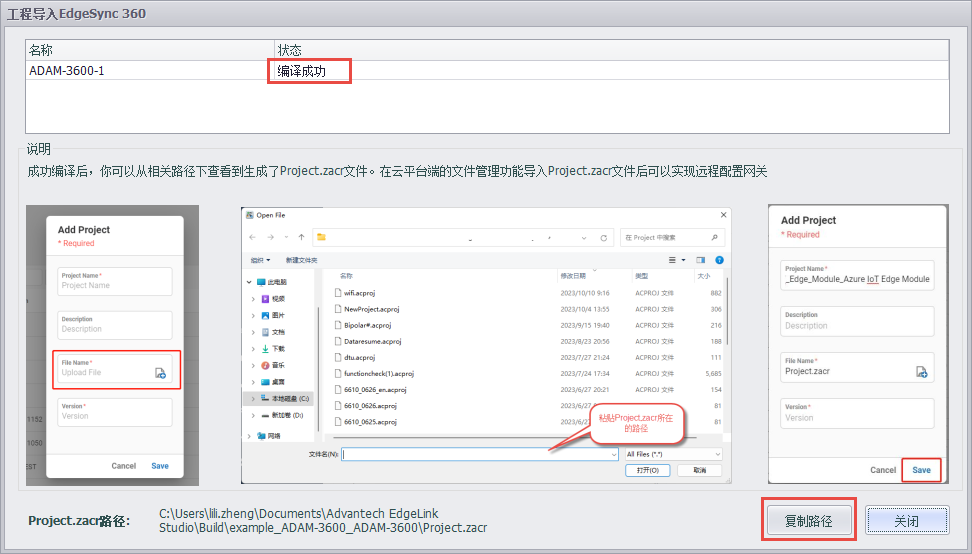 工程导入EdgeSync 360
名称 状态
ADAM-3600-1 编译成功
说明
成功编译后，你可以从相关路径下查看到生成了Project.zacr文件。在云平台端的文件管理功能导入Project.zacr文件后可以实现远程配置网关
Add Project
* Required
Project Name *
Project Name
Description
Description
File Name *
Upload File
Version *
Version
1152
1050
EST
Cancel Save
Open File
在 Project 中搜索
组织 新建文件夹
此电脑
视频
图片
文档
下载
音乐
桌面
本地磁盘 (C:)
新加卷 (D:)
网络
名称 修改日期 类型 大小
wifi.acproj 2023/10/10 9:16 ACPROJ 文件 882
NewProject.acproj 2023/10/4 13:55 ACPROJ 文件 306
Bipolar#.acproj 2023/9/15 19:40 ACPROJ 文件 216
Dataresume.acproj 2023/8/23 20:56 ACPROJ 文件 188
dtu.acproj 2023/7/27 21:24 ACPROJ 文件 111
functioncheck(1).acproj 2023/7/24 17:34 ACPROJ 文件 5,685
6610_0626_en.acproj 2023/6/27 20:21 ACPROJ 文件 154
6610_0626.acproj 2023/6/27 ACPROJ 文件 81
6610_0625.acproj 2023/6/2 81
粘贴Project.zacr所在
的路径
文件名(N): All Files (*.*)
打开(O) 取消
Add Project
* Required
Project Name *
_Edge_Module_Azure IoT Edge Module
Description
Description
File Name *
Project.zacr
Version *
Version
Cancel Save
Project.zacr路径: C:\Users\lili.zheng\Documents\Advantech EdgeLink
Studio\Build\example_ADAM-3600_ADAM-3600\Project.zacr
复制路径 关闭